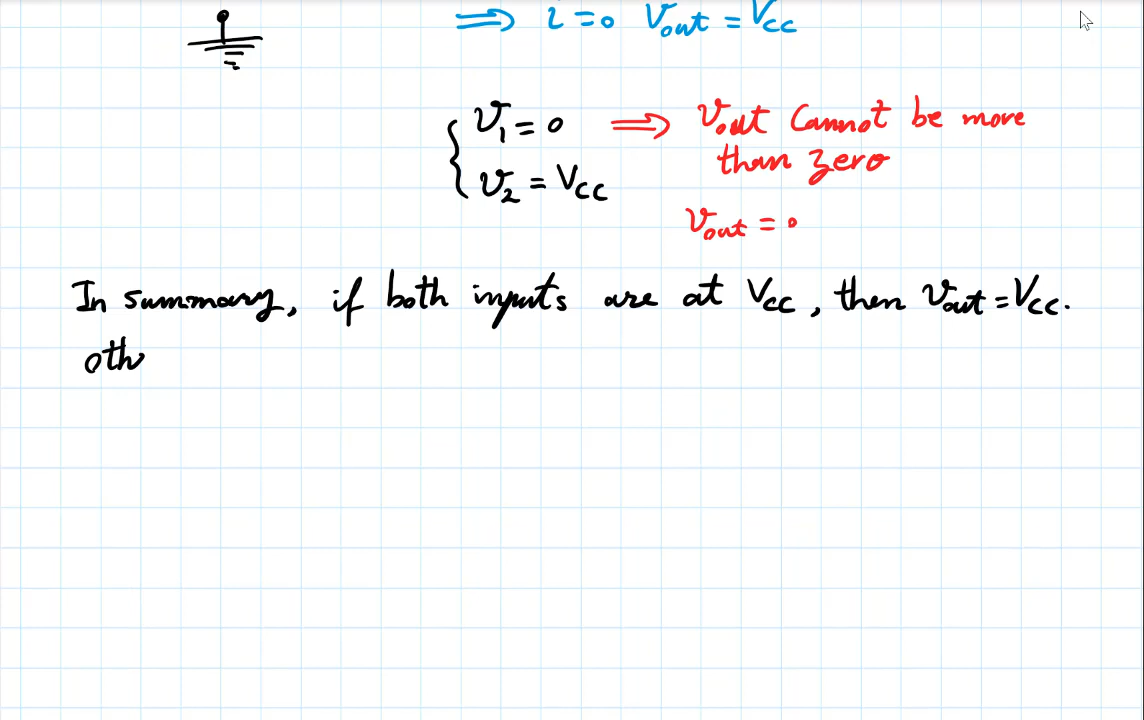 ⟹ i = 0 Vout = Vcc
{ V1 = 0 ⟹ Vout cannot be more
than zero
V2 = Vcc
Vout = 0
In summary, if both inputs are at Vcc, then Vout = Vcc.
oth